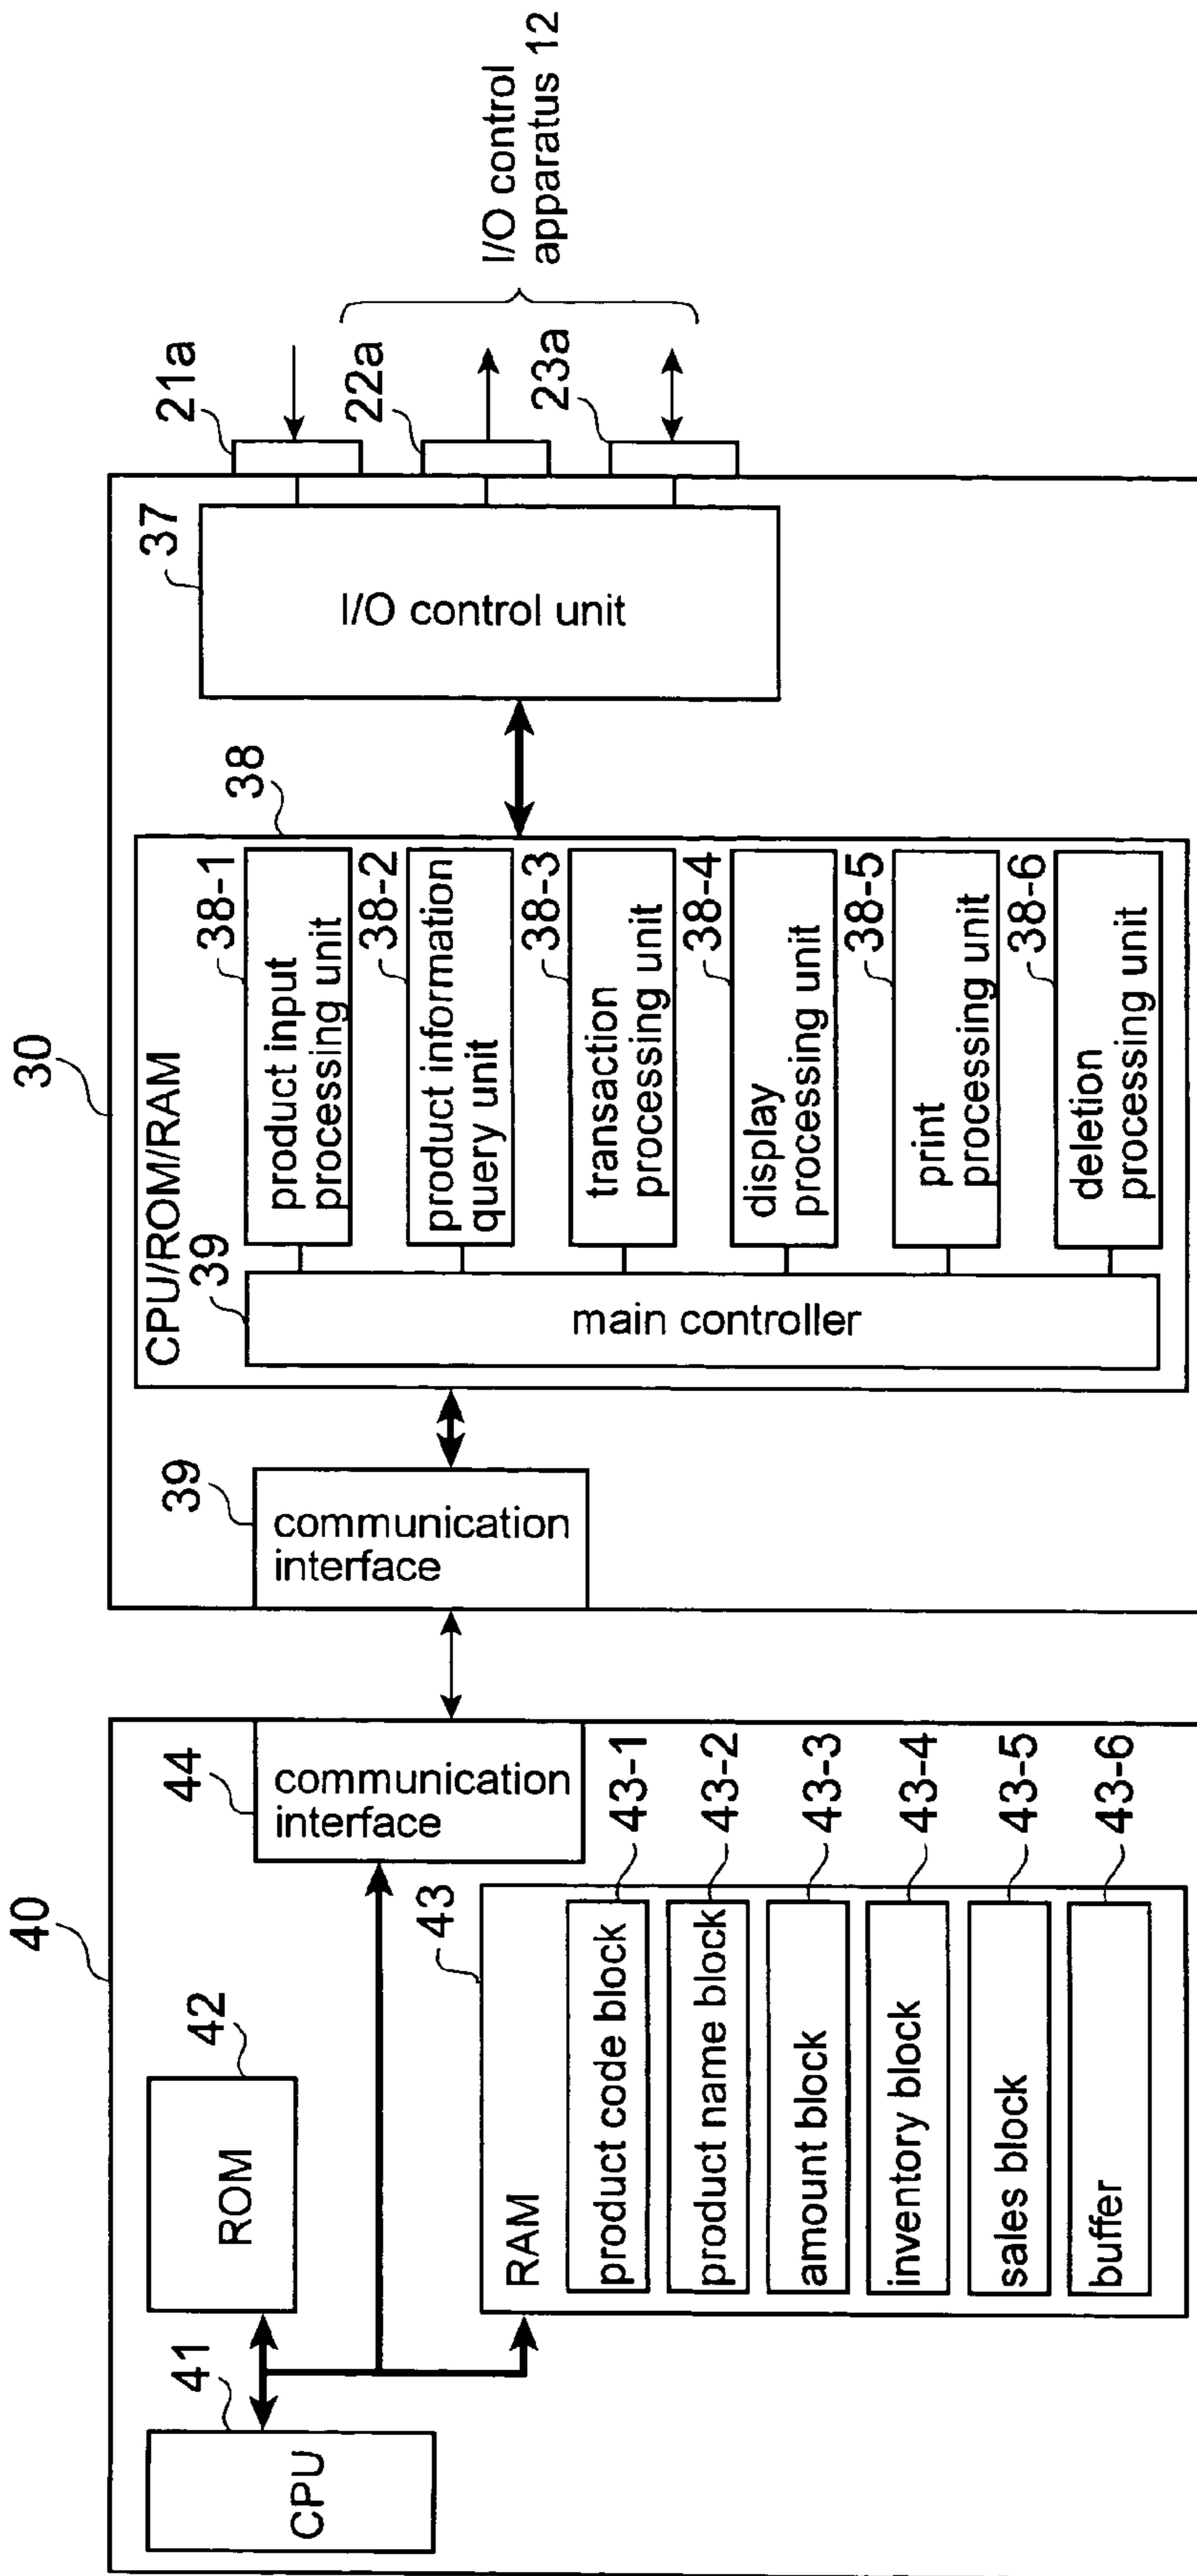 40
41
CPU
42
ROM
44
communication
interface
43
RAM
product code block
43-1
product name block
43-2
amount block
43-3
inventory block
43-4
sales block
43-5
buffer
43-6
30
39
communication
interface
CPU/ROM/RAM
38
39
main controller
38-1
product input
processing unit
38-2
product information
query unit
38-3
transaction
processing unit
38-4
display
processing unit
38-5
print
processing unit
38-6
deletion
processing unit
37
I/O control unit
21a
22a
23a
I/O control
apparatus 12